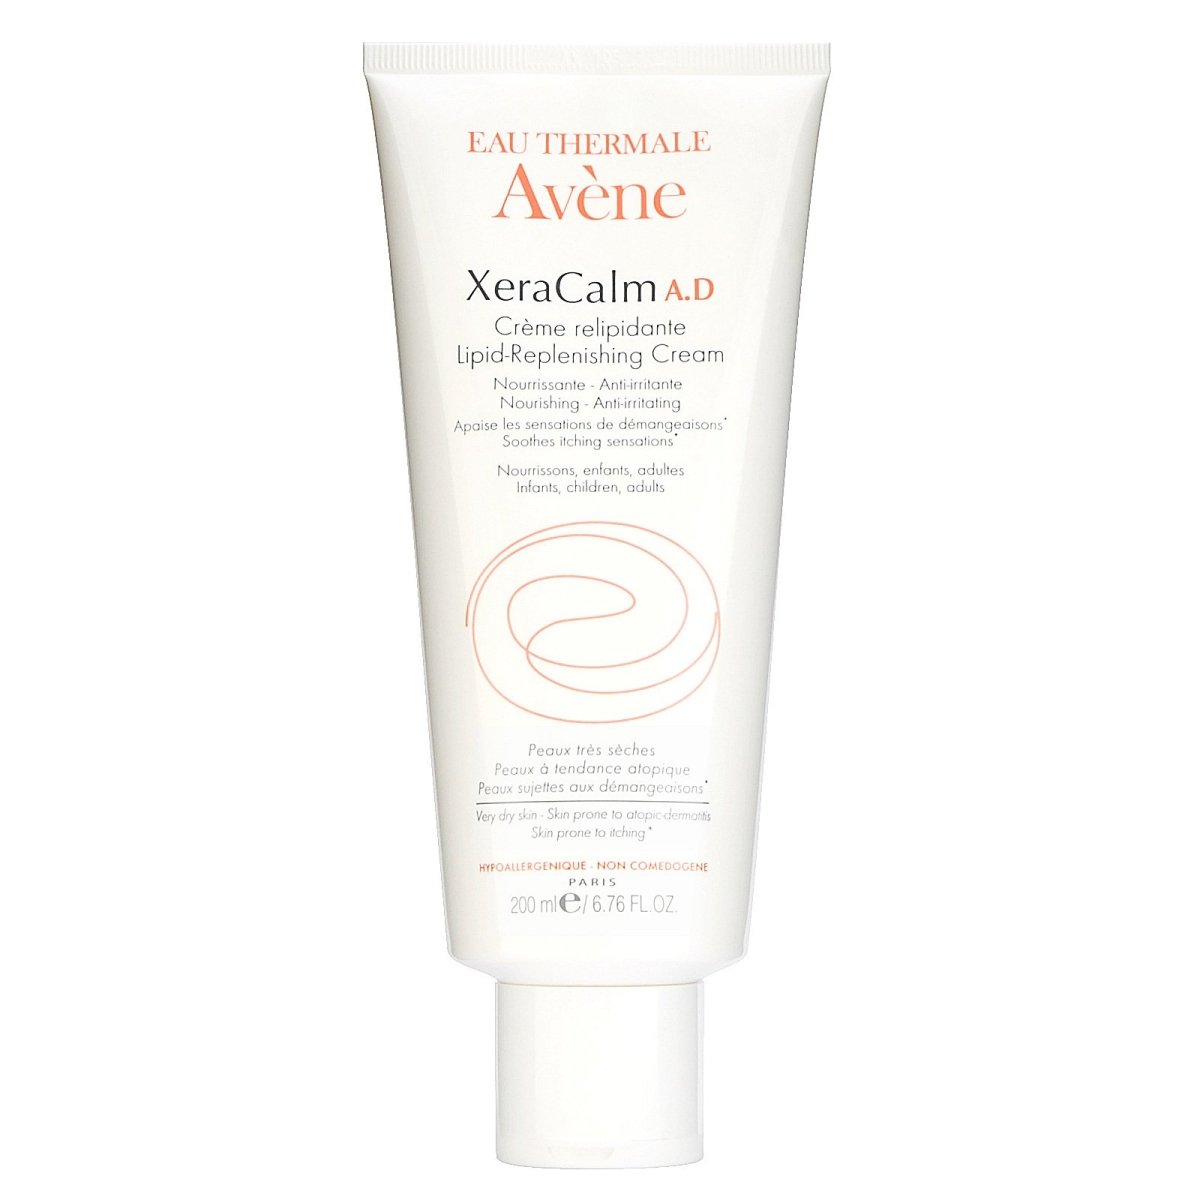 EAU THERMALE
Avène
XeraCalm A.D
Crème relipidante
Lipid-Replenishing Cream
Nourrissante - Anti-irritante
Nourishing - Anti-irritating
Apaise les sensations de démangeaisons*
Soothes itching sensations*
Nourrissons, enfants, adultes
Infants, children, adults
Peaux très sèches
Peaux à tendance atopique
Peaux sujettes aux démangeaisons*
Very dry skin - Skin prone to atopic-dermatitis
Skin prone to itching*
HYPOALLERGENIQUE - NON COMEDOGENE
PARIS
200 ml ℮ / 6.76 FL.OZ.